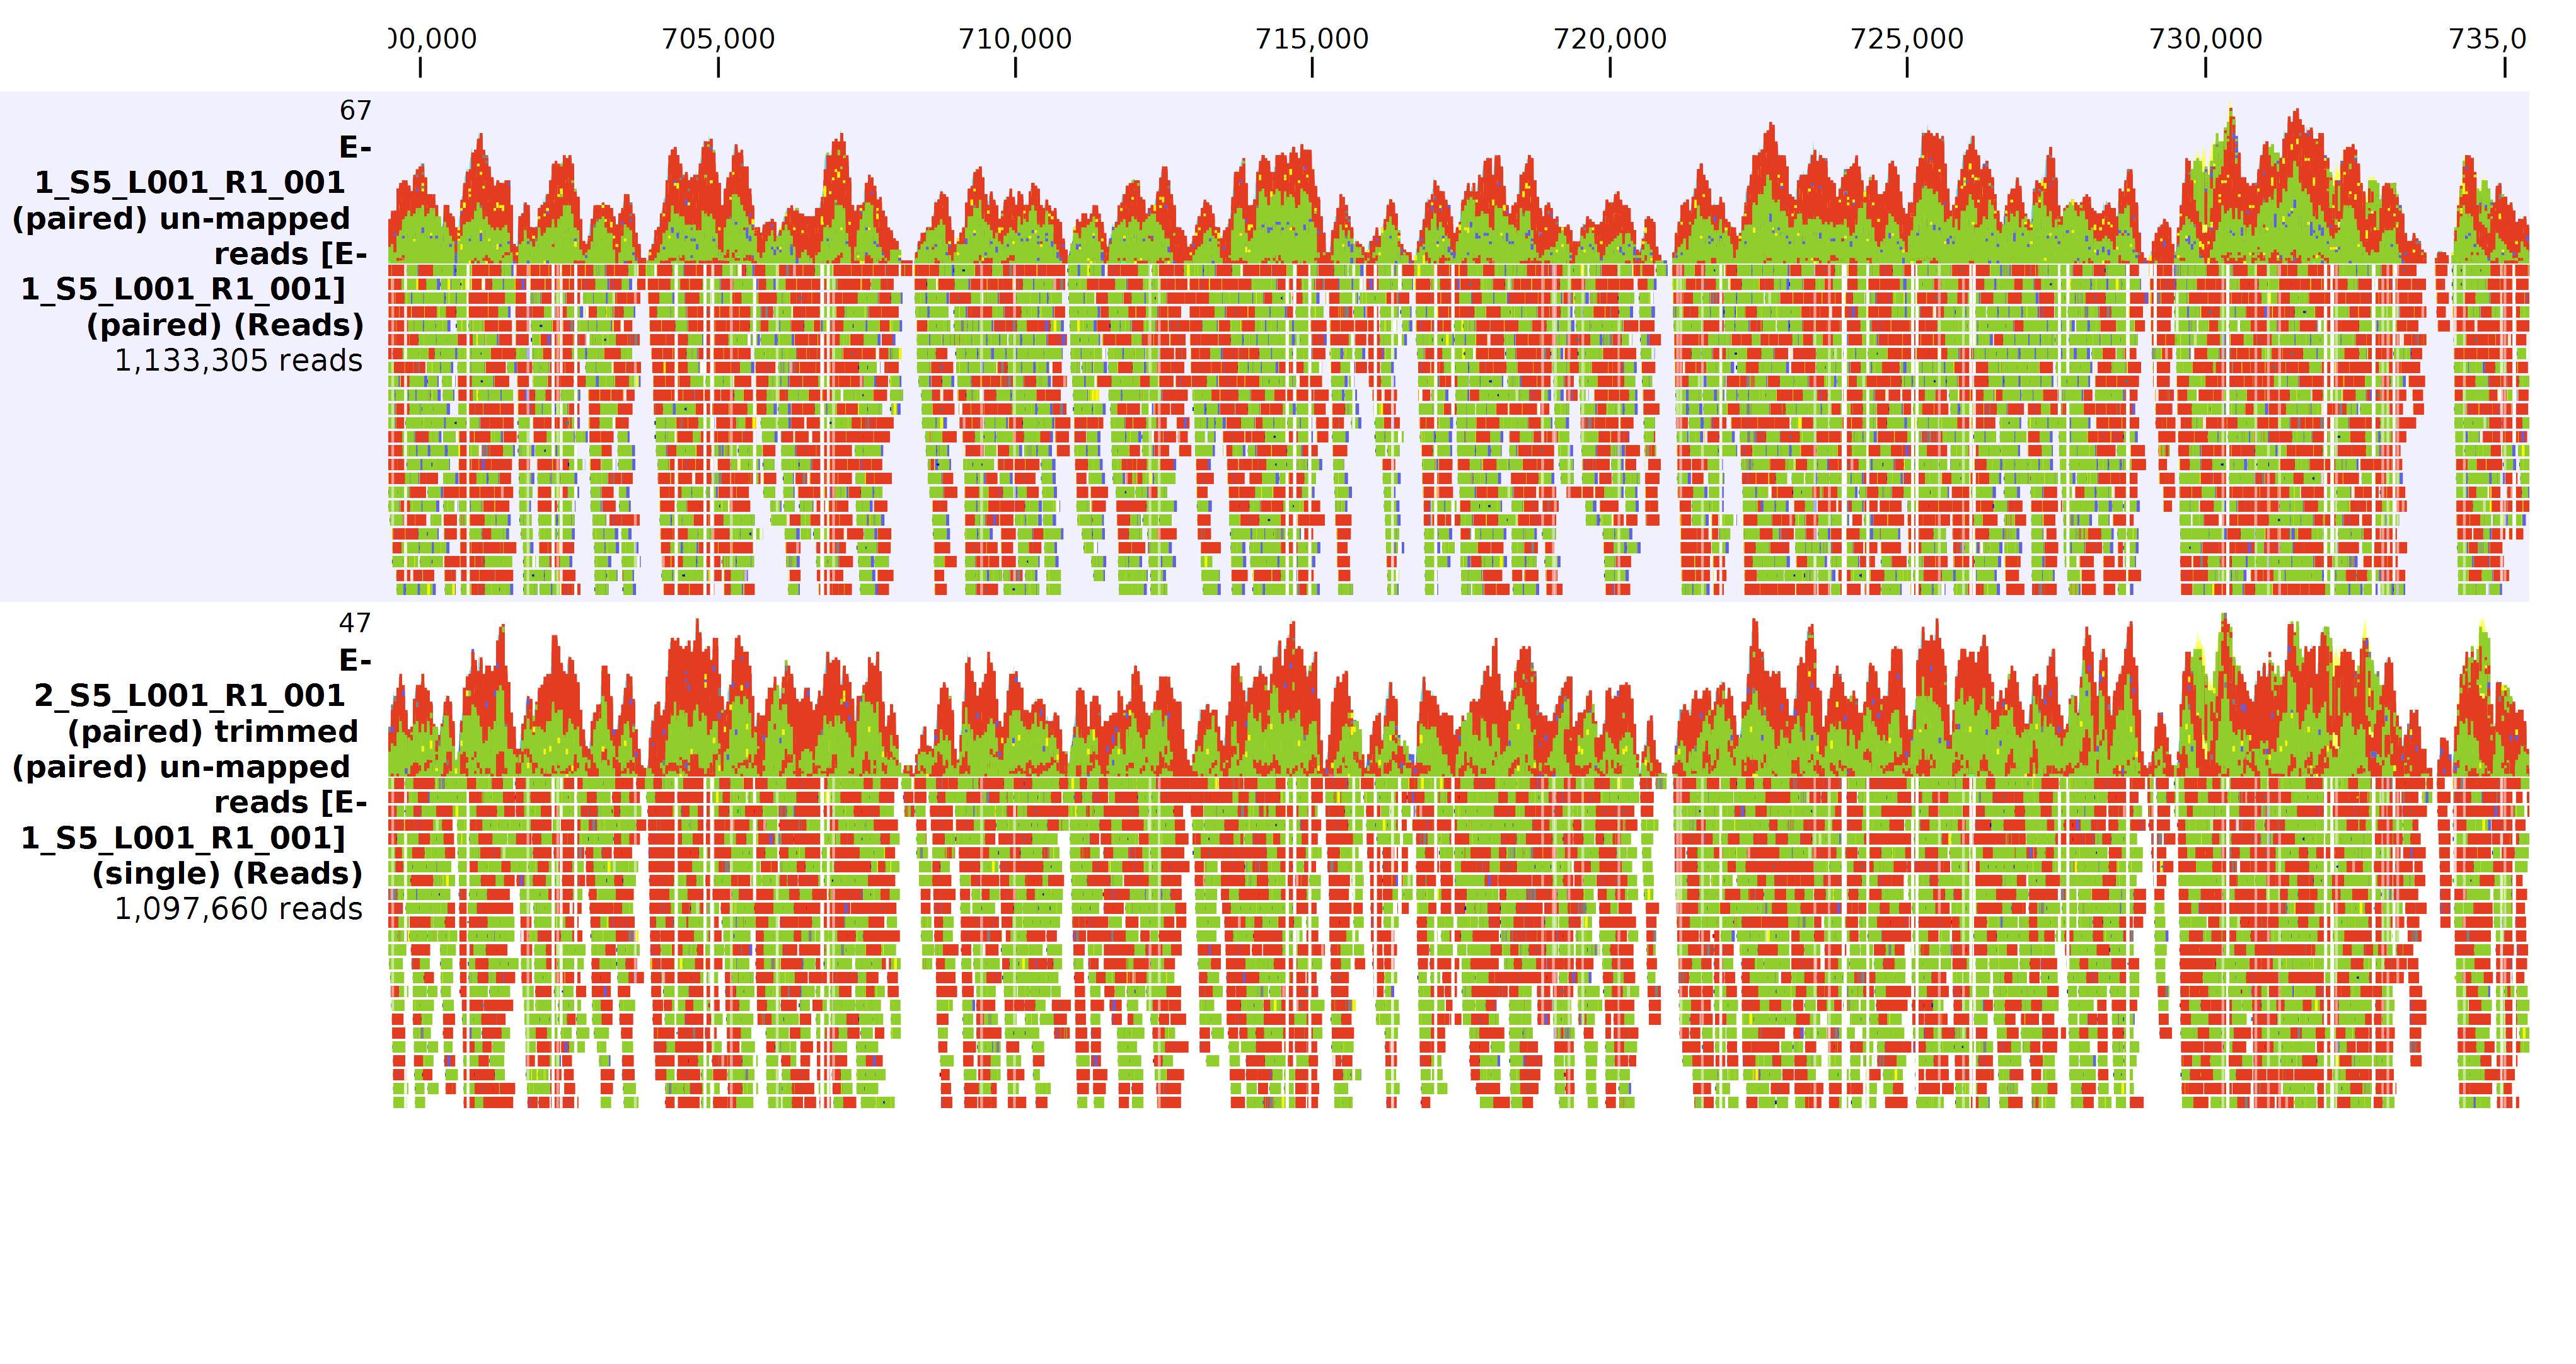 00,000 705,000 710,000 715,000 720,000 725,000 730,000 735,0
67
E-
1_S5_L001_R1_001
(paired) un-mapped
reads [E-
1_S5_L001_R1_001]
(paired) (Reads)
1,133,305 reads
47
E-
2_S5_L001_R1_001
(paired) trimmed
(paired) un-mapped
reads [E-
1_S5_L001_R1_001]
(single) (Reads)
1,097,660 reads